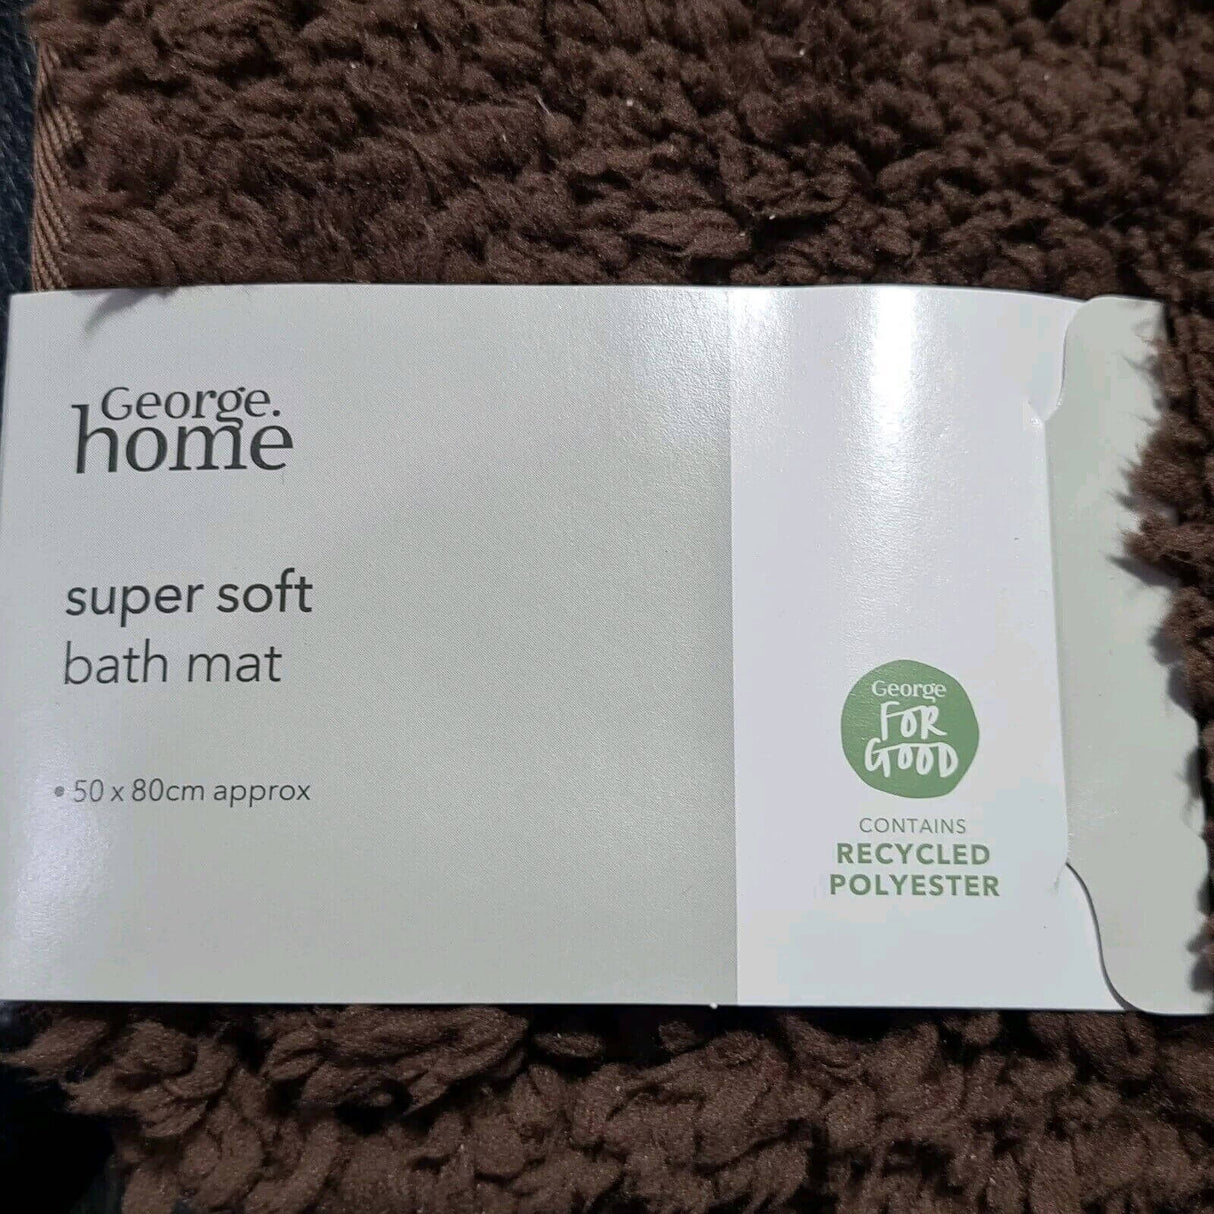 George.
home
super soft
bath mat
• 50 x 80cm approx
George
FOR
GOOD
CONTAINS
RECYCLED
POLYESTER